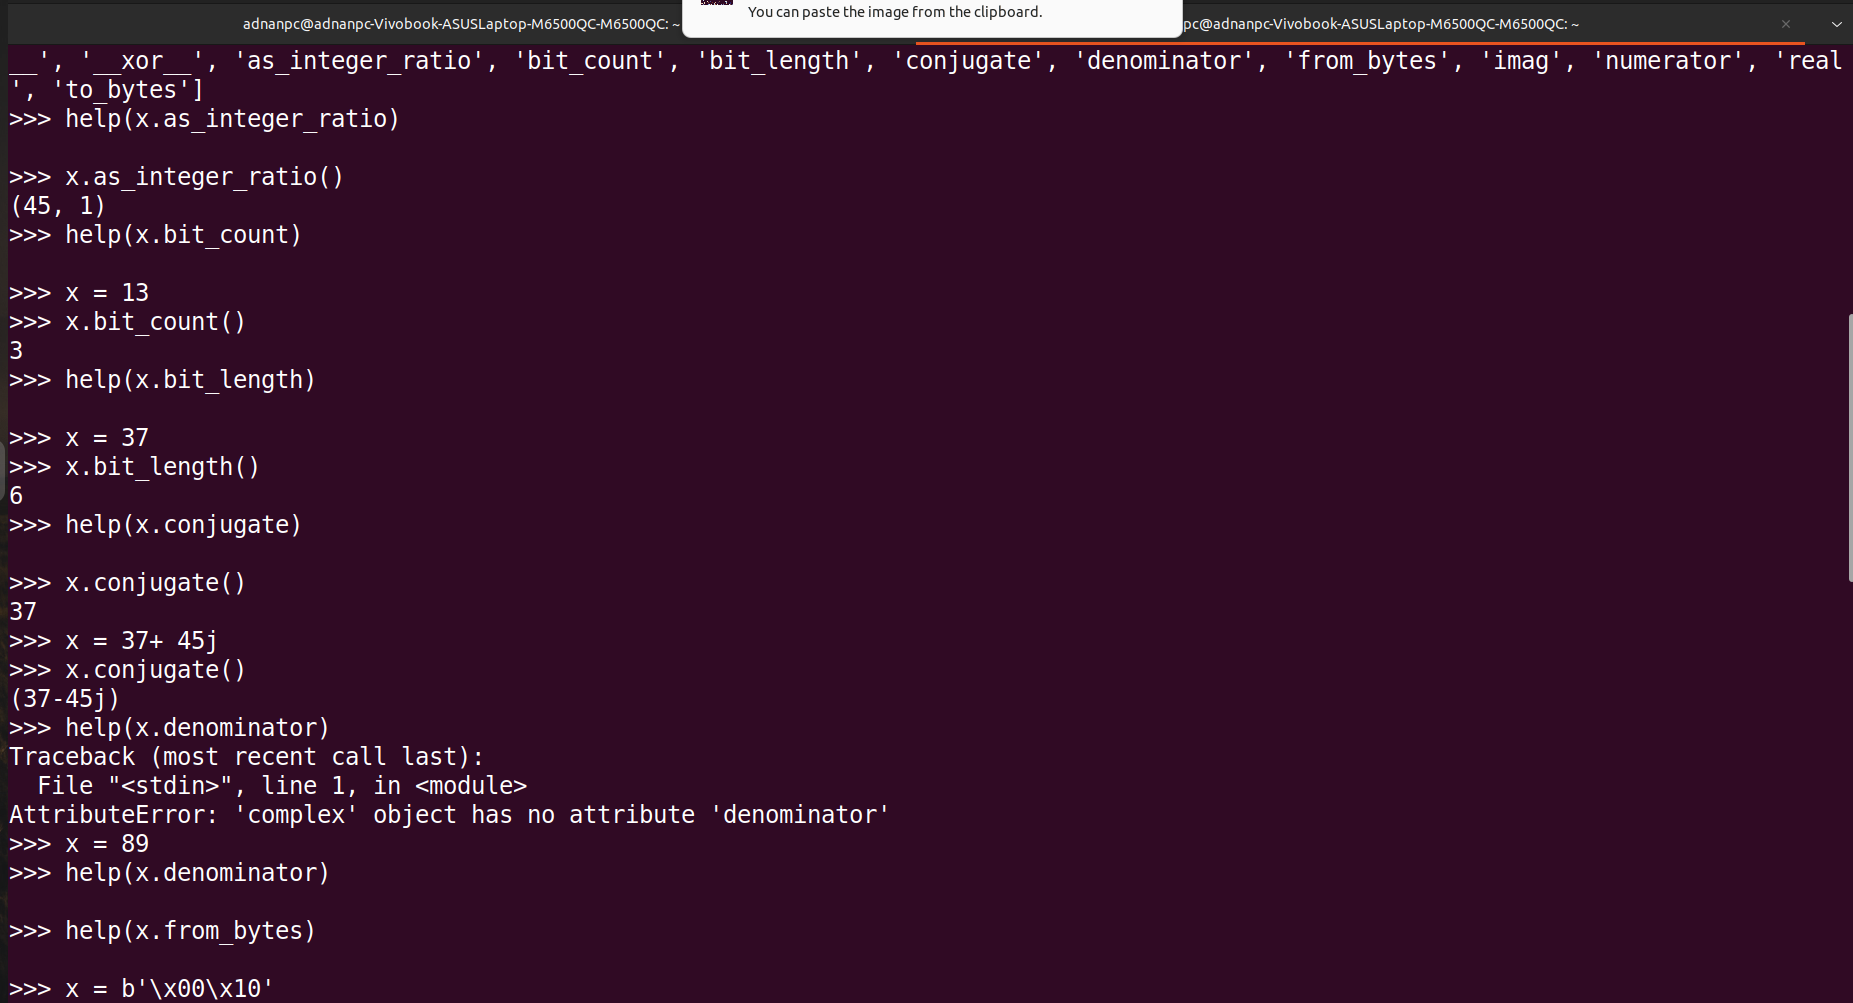 You can paste the image from the clipboard.
adnanpc@adnanpc-Vivobook-ASUSLaptop-M6500QC-M6500QC: ~
pc@adnanpc-Vivobook-ASUSLaptop-M6500QC-M6500QC: ~
__', '__xor__', 'as_integer_ratio', 'bit_count', 'bit_length', 'conjugate', 'denominator', 'from_bytes', 'imag', 'numerator', 'real
', 'to_bytes']
>>> help(x.as_integer_ratio)
>>> x.as_integer_ratio()
(45, 1)
>>> help(x.bit_count)
>>> x = 13
>>> x.bit_count()
3
>>> help(x.bit_length)
>>> x = 37
>>> x.bit_length()
6
>>> help(x.conjugate)
>>> x.conjugate()
37
>>> x = 37+ 45j
>>> x.conjugate()
(37-45j)
>>> help(x.denominator)
Traceback (most recent call last):
  File "<stdin>", line 1, in <module>
AttributeError: 'complex' object has no attribute 'denominator'
>>> x = 89
>>> help(x.denominator)
>>> help(x.from_bytes)
>>> x = b'\x00\x10'